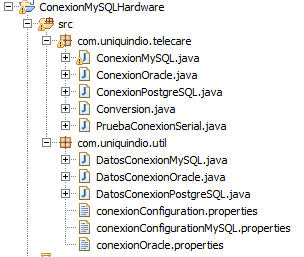 ConexionMySQLHardware
src
com.uniquindio.telecare
ConexionMySQL.java
ConexionOracle.java
ConexionPostgreSQL.java
Conversion.java
PruebaConexionSerial.java
com.uniquindio.util
DatosConexionMySQL.java
DatosConexionOracle.java
DatosConexionPostgreSQL.java
conexionConfiguration.properties
conexionConfigurationMySQL.properties
conexionOracle.properties